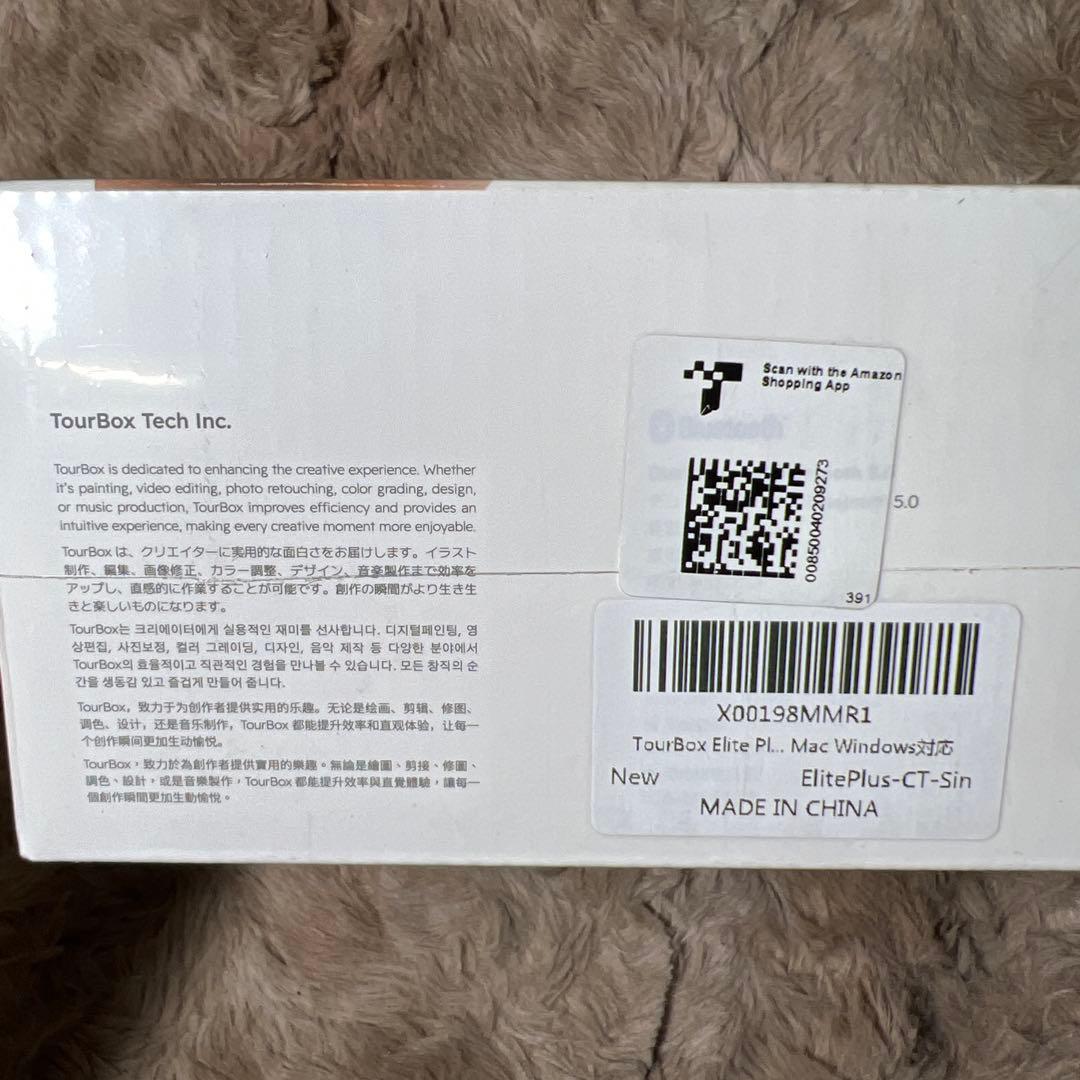 TourBox Tech Inc.
TourBox is dedicated to enhancing the creative experience. Whether
it's painting, video editing, photo retouching, color grading, design,
or music production, TourBox improves efficiency and provides an
intuitive experience, making every creative moment more enjoyable.
TourBox は、クリエイターに実用的な面白さをお届けします。イラスト
制作、編集、画像修正、カラー調整、デザイン、音楽製作まで効率を
アップし、直感的に作業することが可能です。創作の瞬間がより生き生
きと楽しいものになります。
TourBox는 크리에이터에게 실용적인 재미를 선사합니다. 디지털페인팅, 영
상편집, 사진보정, 컬러 그레이딩, 디자인, 음악 제작 등 다양한 분야에서
TourBox의 효율적이고 직관적인 경험을 만나볼 수 있습니다. 모든 창작의 순
간을 생동감 있고 즐겁게 만들어 줍니다.
TourBox，致力于为创作者提供实用的乐趣。无论是绘画、剪辑、修图、
调色、设计，还是音乐制作，TourBox 都能提升效率和直观体验，让每一
个创作瞬间更加生动愉悦。
TourBox，致力於為創作者提供實用的樂趣。無論是繪圖、剪接、修圖、
調色、設計，或是音樂製作，TourBox 都能提升效率與直覺體驗，讓每一
個創作瞬間更加生動愉悅。
Scan with the Amazon
Shopping App
00850040209273
391
5.0
X00198MMR1
TourBox Elite Pl... Mac Windows対応
New ElitePlus-CT-Sin
MADE IN CHINA